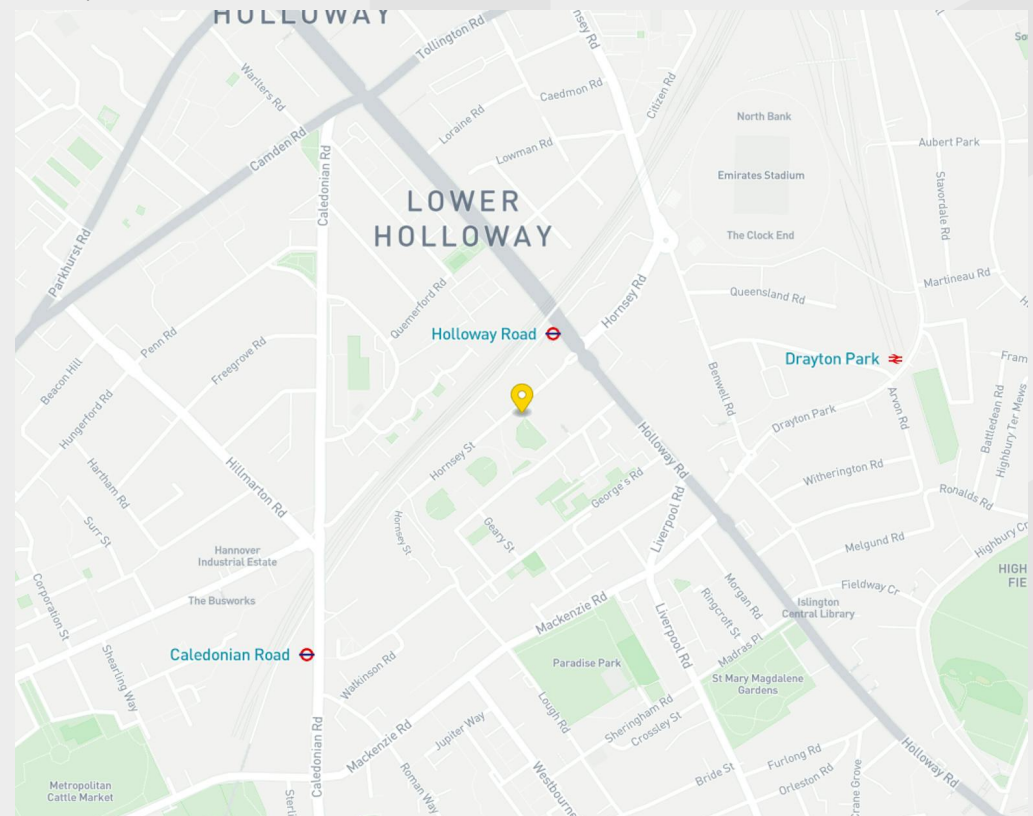 HOLLOWAY
Tollington Rd
Warlters Rd
Caedmon Rd
Citizen Rd
Loraine Rd
North Bank
Camden Rd
Caledonian Rd
Lowman Rd
Aubert Park
Emirates Stadium
Stavordale Rd
LOWER
HOLLOWAY
The Clock End
Parkhurst Rd
Quemerford Rd
Hornsey Rd
Queensland Rd
Martineau Rd
Holloway Road
Penn Rd
Freegrove Rd
Drayton Park
Beacon Hill
Benwell Rd
Arvon Rd
Drayton Park
Battledean Rd
Highbury Ter Mews
Hungerford Rd
Hornsey St
Holloway Rd
Hartham Rd
Hillmarton Rd
George's Rd
Witherington Rd
Ronalds Rd
Liverpool Rd
Surr St
Hornsey St
Geary St
Melgund Rd
Hannover
Industrial Estate
Fieldway Cr
Corporation St
The Busworks
Mackenzie Rd
Morgan Rd
Ringcroft St
Islington
Central Library
Liverpool Rd
Madras Pl
Shearling Way
Caledonian Road
Watkinson Rd
Paradise Park
St Mary Magdalene
Gardens
Lough Rd
Sheringham Rd
Crossley St
Jupiter Way
Mackenzie Rd
Caledonian Rd
Furlong Rd
Holloway Rd
Bride St
Orleston Rd
Roman Way
Westbourne
Crane Grove
Metropolitan
Cattle Market